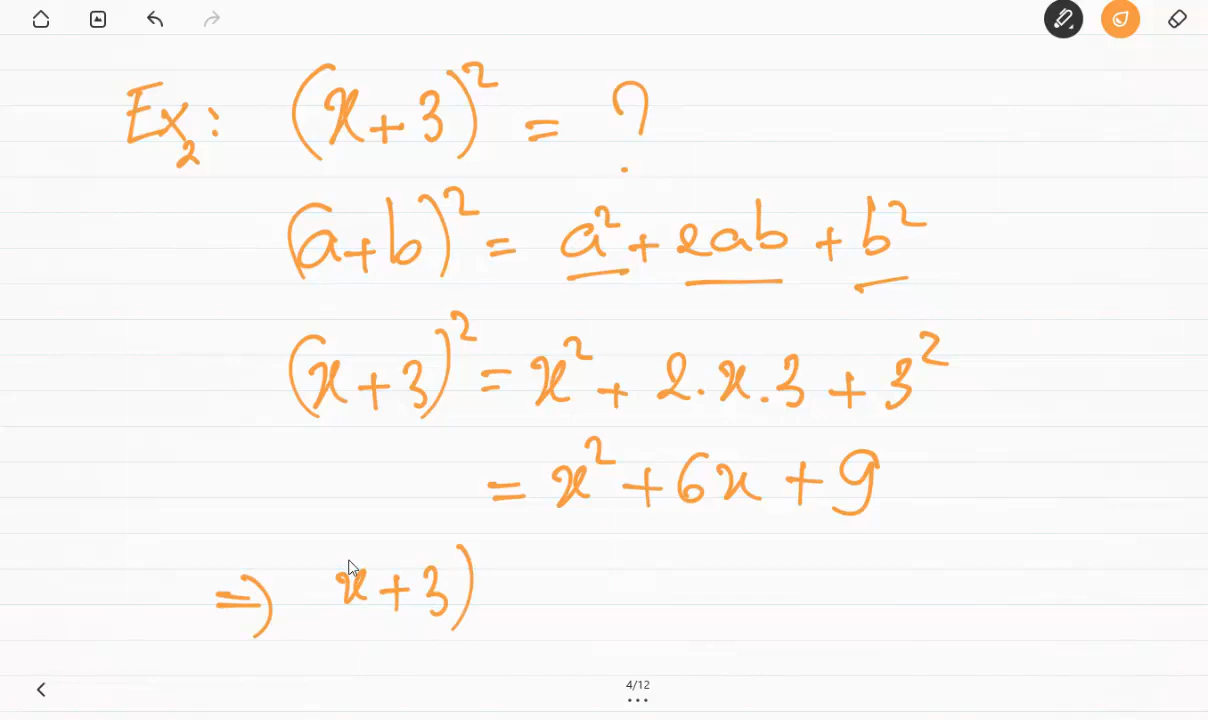 Ex₂: (x+3)² = ?
(a+b)² = a² + 2ab + b²
(x+3)² = x² + 2·x·3 + 3²
= x² + 6x + 9
⇒ x+3)
4/12